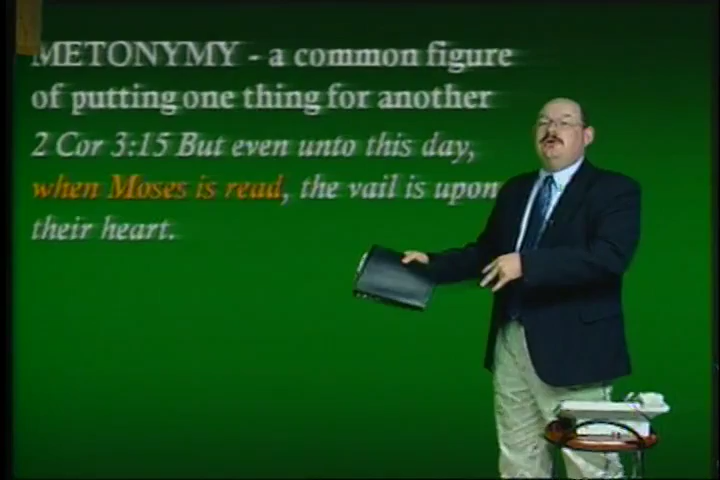 METONYMY - a common figure
of putting one thing for another
2 Cor 3:15 But even unto this day,
when Moses is read, the vail is upon
their heart.